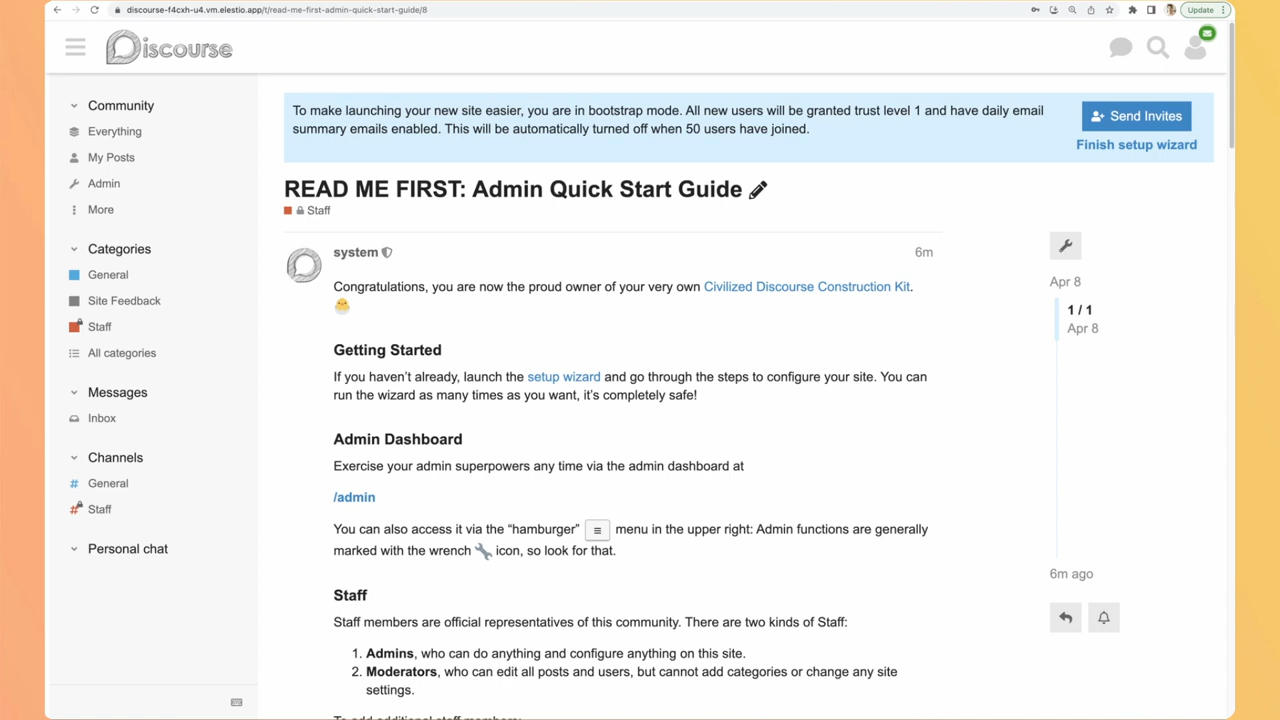 discourse-f4cxh-u4.vm.elestio.app/t/read-me-first-admin-quick-start-guide/8
Update
Discourse
Community
Everything
My Posts
Admin
More
Categories
General
Site Feedback
Staff
All categories
Messages
Inbox
Channels
General
Staff
Personal chat
To make launching your new site easier, you are in bootstrap mode. All new users will be granted trust level 1 and have daily email
summary emails enabled. This will be automatically turned off when 50 users have joined.
Send Invites
Finish setup wizard
READ ME FIRST: Admin Quick Start Guide
Staff
system
6m
Congratulations, you are now the proud owner of your very own Civilized Discourse Construction Kit.
Getting Started
If you haven’t already, launch the setup wizard and go through the steps to configure your site. You can
run the wizard as many times as you want, it’s completely safe!
Admin Dashboard
Exercise your admin superpowers any time via the admin dashboard at
/admin
You can also access it via the “hamburger” menu in the upper right: Admin functions are generally
marked with the wrench icon, so look for that.
Staff
Staff members are official representatives of this community. There are two kinds of Staff:
1. Admins, who can do anything and configure anything on this site.
2. Moderators, who can edit all posts and users, but cannot add categories or change any site
settings.
To add additional staff members:
Apr 8
1 / 1
Apr 8
6m ago